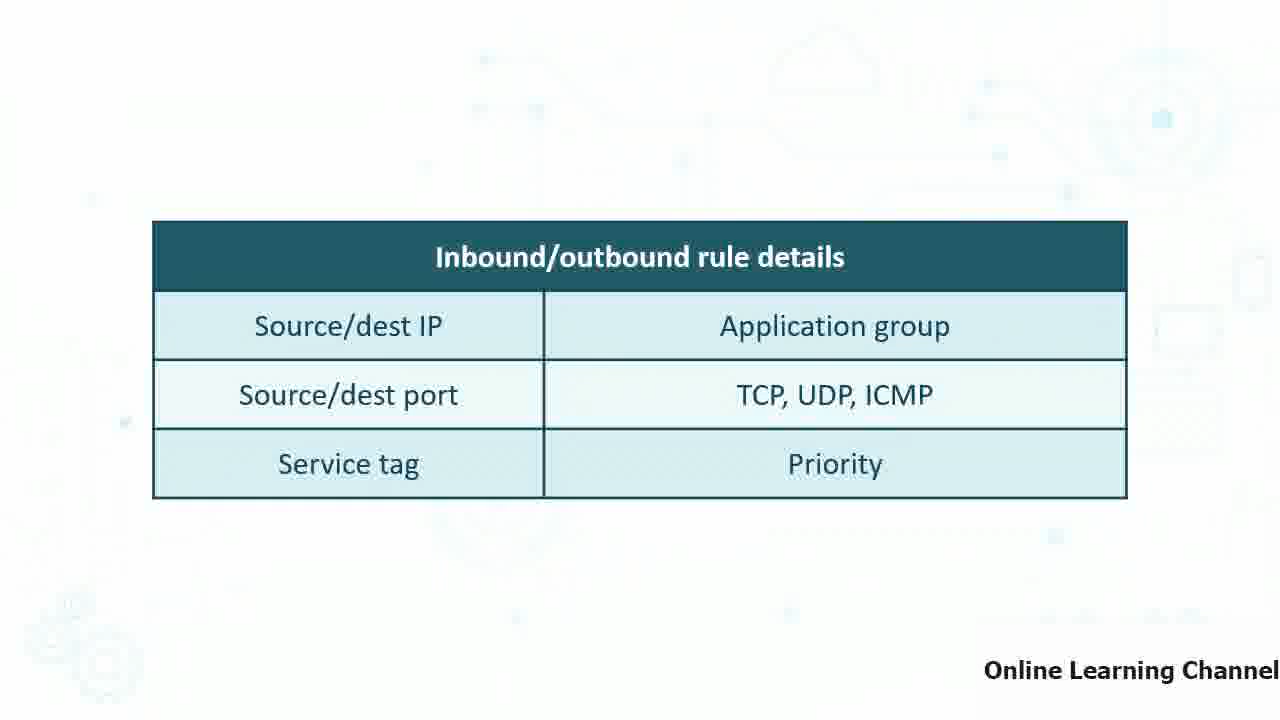 Inbound/outbound rule details
Source/dest IP
Application group
Source/dest port
TCP, UDP, ICMP
Service tag
Priority
Online Learning Channel